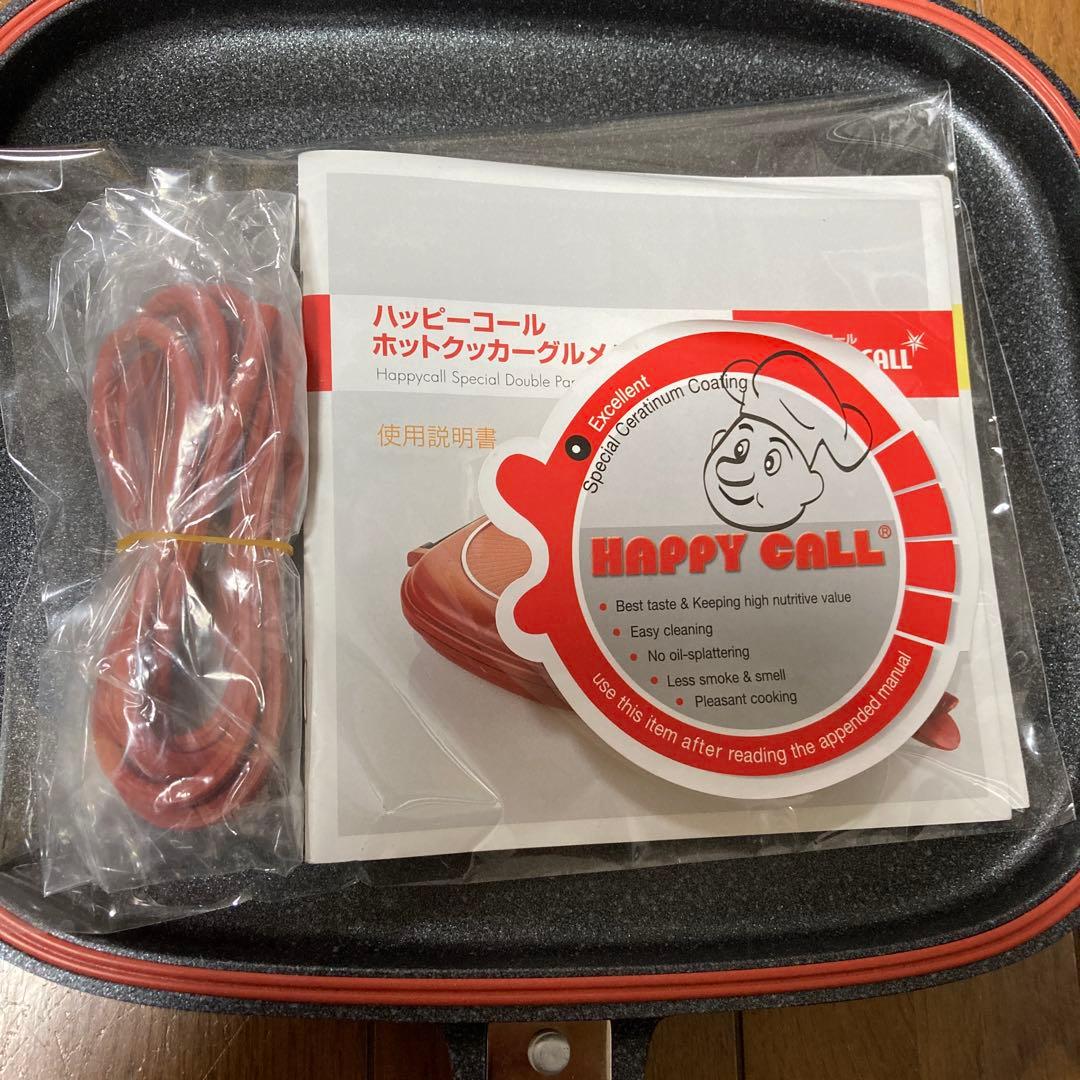 ハッピーコール
ホットクッカーグルメ
Happycall Special Double Pa
使用説明書
コール
CALL
Excellent
Special Ceratinum Coating
HAPPY CALL®
• Best taste & Keeping high nutritive value
• Easy cleaning
• No oil-splattering
• Less smoke & smell
• Pleasant cooking
use this item after reading the appended manual